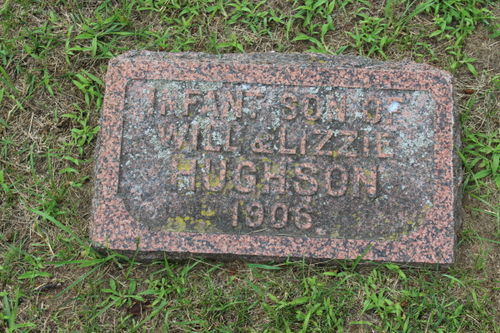 INFANT SON OF
WILL & LIZZIE
HUGHSON
1906